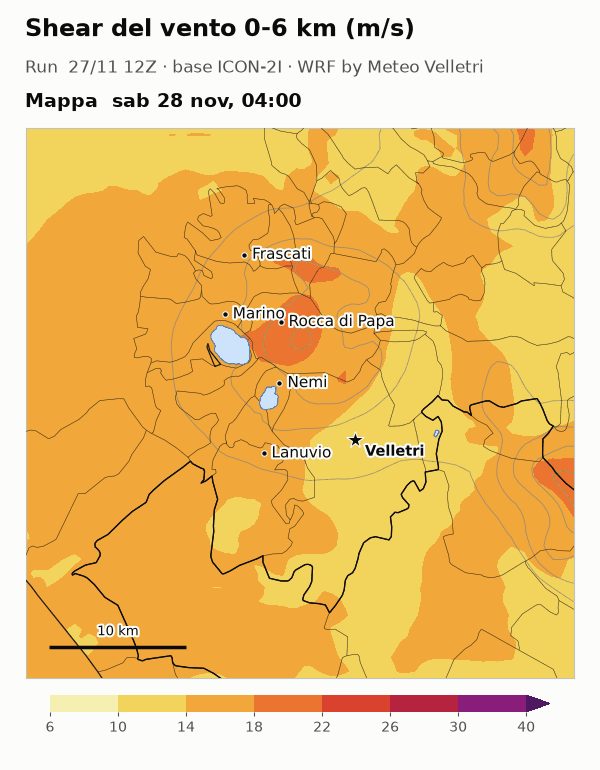 Shear del vento 0-6 km (m/s)
Run  27/11 12Z · base ICON-2I · WRF by Meteo Velletri
Mappa  sab 28 nov, 04:00
Frascati
Marino
Rocca di Papa
Nemi
Velletri
Lanuvio
10 km
6 10 14 18 22 26 30 40